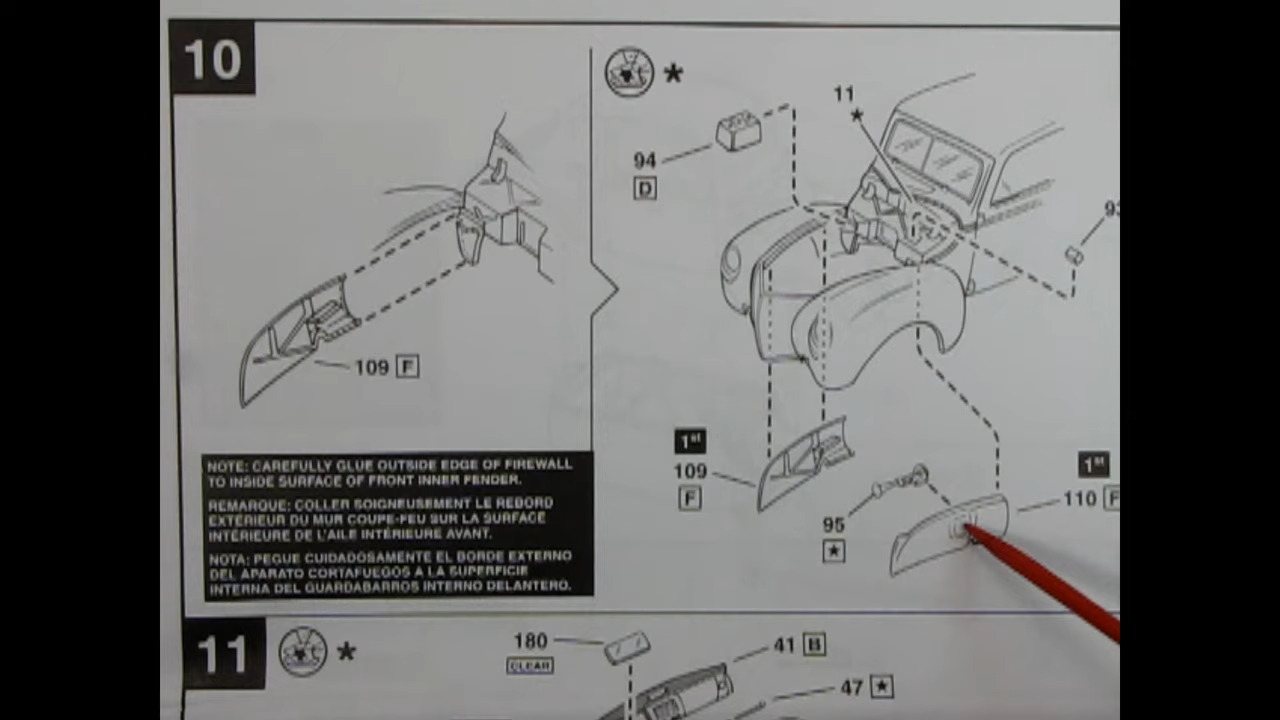 10
11
94
D
93
109 F
1st
109
F
1st
110 F
95
NOTE: CAREFULLY GLUE OUTSIDE EDGE OF FIREWALL
TO INSIDE SURFACE OF FRONT INNER FENDER.
REMARQUE: COLLER SOIGNEUSEMENT LE REBORD
EXTÉRIEUR DU MUR COUPE-FEU SUR LA SURFACE
INTÉRIEURE DE L'AILE INTÉRIEURE AVANT.
NOTA: PEGUE CUIDADOSAMENTE EL BORDE EXTERNO
DEL APARATO CORTAFUEGOS A LA SUPERFICIE
INTERNA DEL GUARDABARROS INTERNO DELANTERO.
11
180
CLEAR
41 B
47